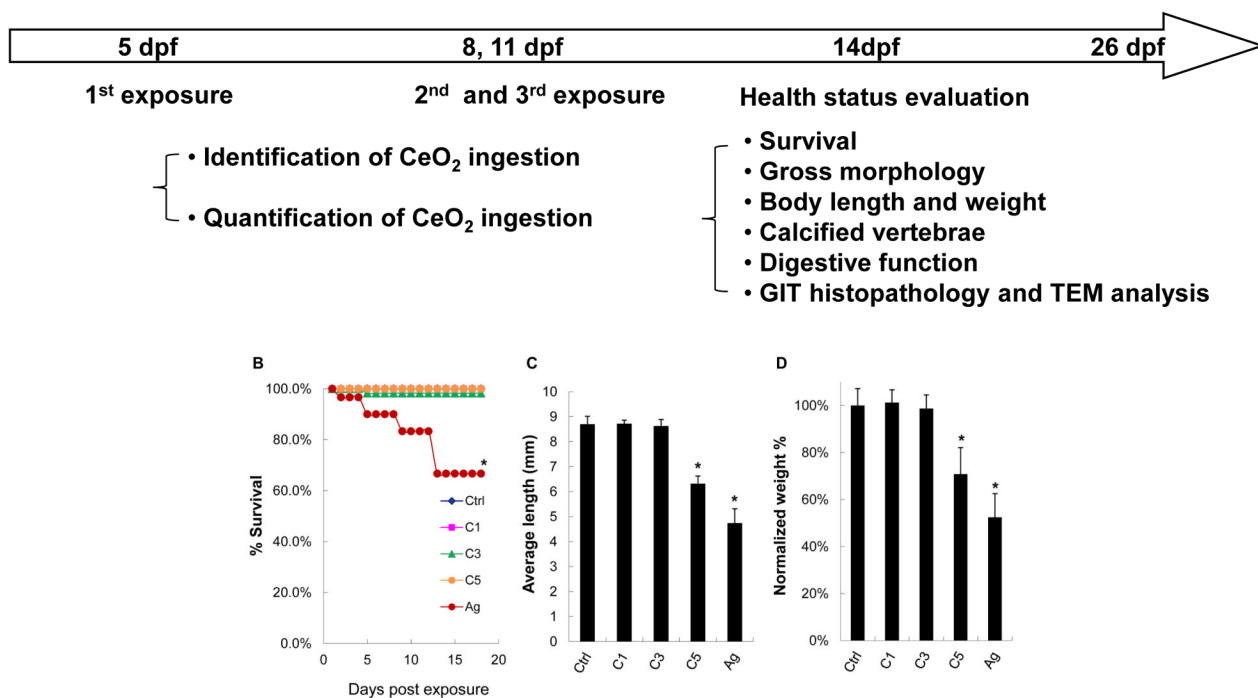 5 dpf 8, 11 dpf 14dpf 26 dpf
1st exposure 2nd and 3rd exposure Health status evaluation
• Identification of CeO2 ingestion
• Quantification of CeO2 ingestion
• Survival
• Gross morphology
• Body length and weight
• Calcified vertebrae
• Digestive function
• GIT histopathology and TEM analysis
B
% Survival
100.0%
80.0%
60.0%
40.0%
20.0%
0.0%
*
Ctrl
C1
C3
C5
Ag
0 5 10 15 20
Days post exposure
C
Average length (mm)
10
9
8
7
6
5
4
3
2
1
0
* *
Ctrl C1 C3 C5 Ag
D
Normalized weight %
100%
80%
60%
40%
20%
0%
* *
Ctrl C1 C3 C5 Ag